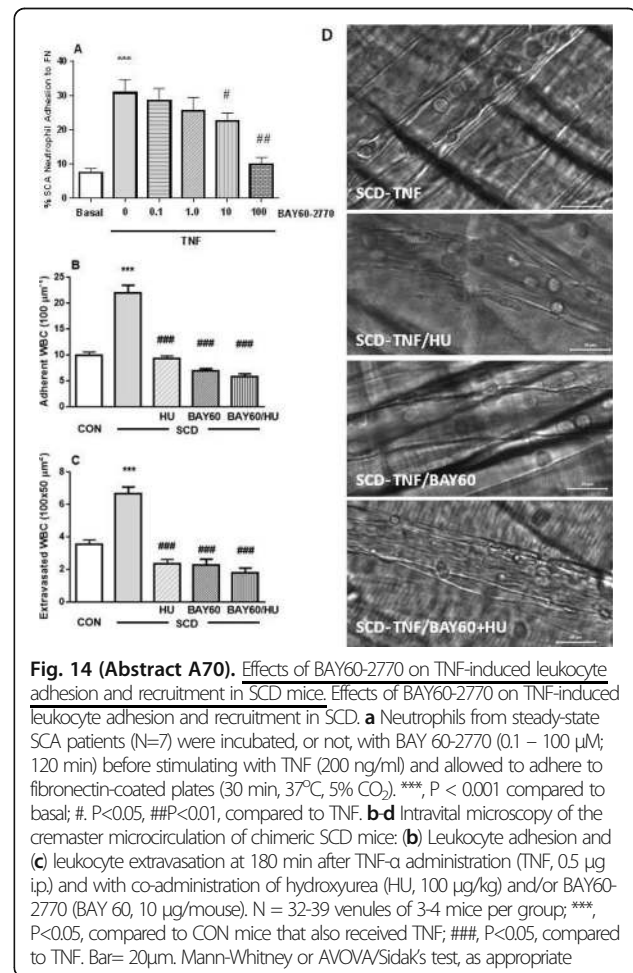 A
% SCA Neutrophil Adhesion to FN
40
30
20
10
0
***
#
##
Basal 0 0.1 1.0 10 100 BAY60-2770
TNF
B
Adherent WBC (100 µm⁻¹)
25
20
15
10
5
0
***
### ### ###
HU BAY60 BAY60/HU
CON SCD
C
Extravasated WBC (100x50 µm⁻²)
8
6
4
2
0
***
### ### ###
HU BAY60 BAY60/HU
CON SCD
D
SCD-TNF
SCD-TNF/HU
SCD-TNF/BAY60
SCD-TNF/BAY60+HU
Fig. 14 (Abstract A70). Effects of BAY60-2770 on TNF-induced leukocyte
adhesion and recruitment in SCD mice. Effects of BAY60-2770 on TNF-induced
leukocyte adhesion and recruitment in SCD. a Neutrophils from steady-state
SCA patients (N=7) were incubated, or not, with BAY 60-2770 (0.1 – 100 µM;
120 min) before stimulating with TNF (200 ng/ml) and allowed to adhere to
fibronectin-coated plates (30 min, 37°C, 5% CO₂). ***, P < 0.001 compared to
basal; #. P<0.05, ##P<0.01, compared to TNF. b-d Intravital microscopy of the
cremaster microcirculation of chimeric SCD mice: (b) Leukocyte adhesion and
(c) leukocyte extravasation at 180 min after TNF-α administration (TNF, 0.5 µg
i.p.) and with co-administration of hydroxyurea (HU, 100 µg/kg) and/or BAY60-
2770 (BAY 60, 10 µg/mouse). N = 32-39 venules of 3-4 mice per group; ***,
P<0.05, compared to CON mice that also received TNF; ###, P<0.05, compared
to TNF. Bar= 20µm. Mann-Whitney or AVOVA/Sidak's test, as appropriate